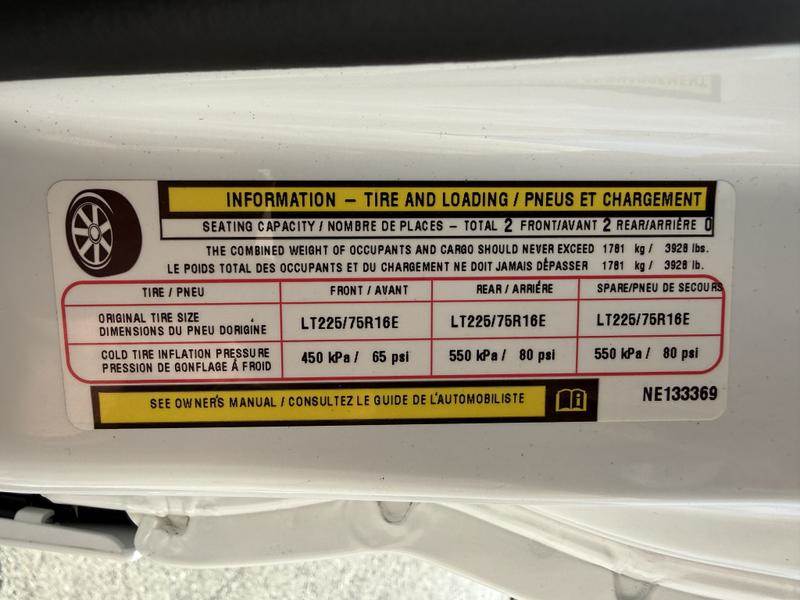 INFORMATION – TIRE AND LOADING / PNEUS ET CHARGEMENT
SEATING CAPACITY / NOMBRE DE PLACES – TOTAL 2 FRONT/AVANT 2 REAR/ARRIÈRE 0
THE COMBINED WEIGHT OF OCCUPANTS AND CARGO SHOULD NEVER EXCEED 1781 kg / 3928 lbs.
LE POIDS TOTAL DES OCCUPANTS ET DU CHARGEMENT NE DOIT JAMAIS DÉPASSER 1781 kg / 3928 lb.
TIRE / PNEU FRONT / AVANT REAR / ARRIÉRE SPARE/PNEU DE SECOURS
ORIGINAL TIRE SIZE
DIMENSIONS DU PNEU DORIGINE LT225/75R16E LT225/75R16E LT225/75R16E
COLD TIRE INFLATION PRESSURE
PRESSION DE GONFLAGE Á FROID 450 kPa / 65 psi 550 kPa / 80 psi 550 kPa / 80 psi
SEE OWNER'S MANUAL / CONSULTEZ LE GUIDE DE L'AUTOMOBILISTE
NE133369